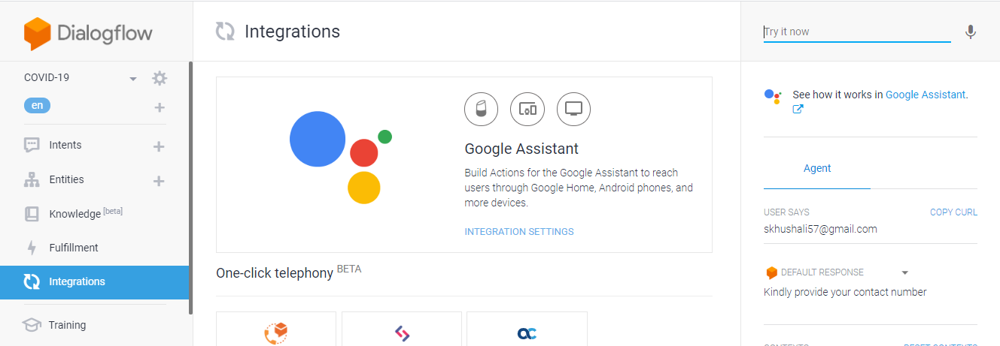 Dialogflow
COVID-19
en
Intents
Entities
Knowledge [beta]
Fulfillment
Integrations
Training
Integrations
Google Assistant
Build Actions for the Google Assistant to reach
users through Google Home, Android phones, and
more devices.
INTEGRATION SETTINGS
One-click telephony BETA
Try it now
See how it works in Google Assistant.
Agent
USER SAYS
COPY CURL
skhushali57@gmail.com
DEFAULT RESPONSE
Kindly provide your contact number
CONTEXTS
RESET CONTEXTS